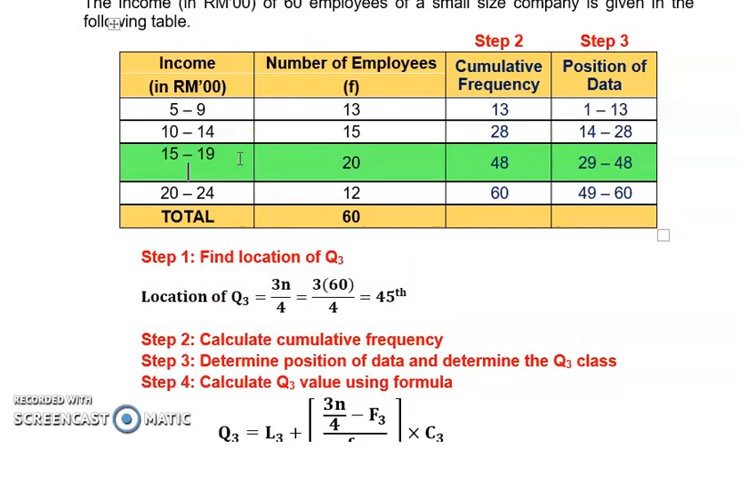 The income (in RM'00) of 60 employees of a small size company is given in the
following table.
Step 2 Step 3
Income (in RM'00) Number of Employees (f) Cumulative Frequency Position of Data
5 – 9 13 13 1 – 13
10 – 14 15 28 14 – 28
15 – 19 20 48 29 – 48
20 – 24 12 60 49 – 60
TOTAL 60
Step 1: Find location of Q₃
Location of Q₃ = 3n/4 = 3(60)/4 = 45ᵗʰ
Step 2: Calculate cumulative frequency
Step 3: Determine position of data and determine the Q₃ class
Step 4: Calculate Q₃ value using formula
RECORDED WITH
SCREENCAST MATIC
Q₃ = L₃ + [ 3n/4 − F₃ ] × C₃